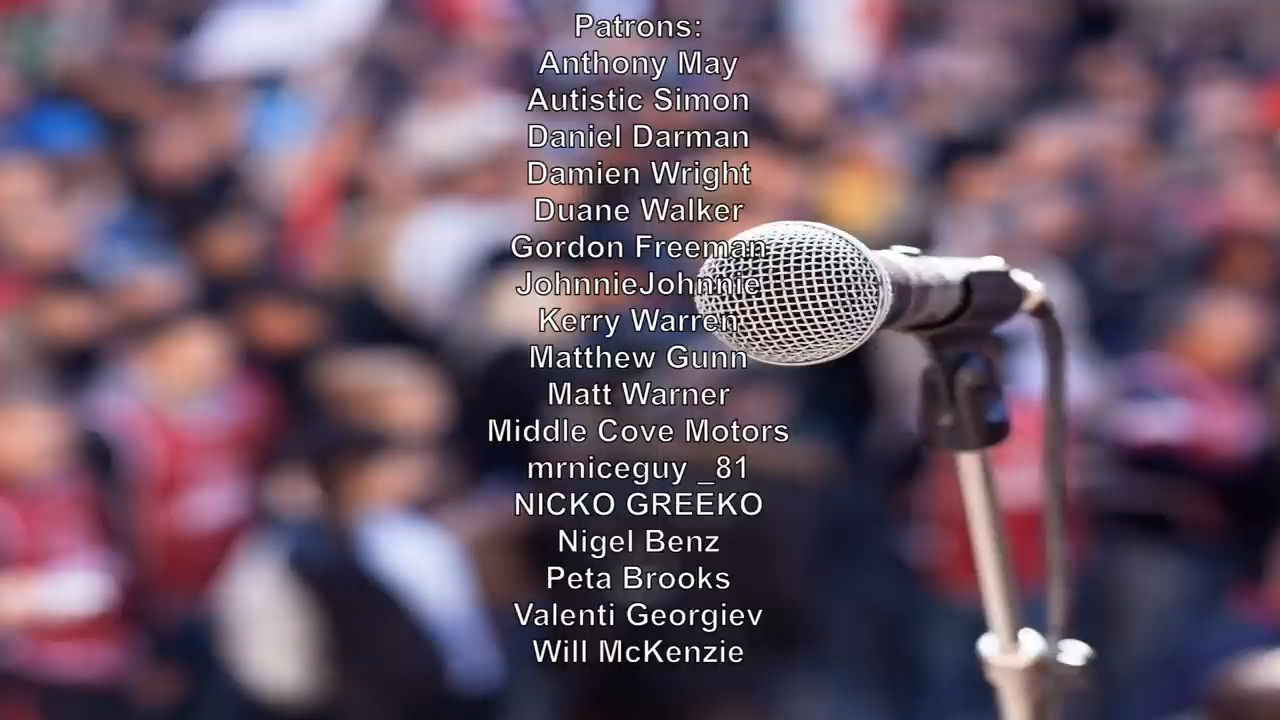 Patrons:
Anthony May
Autistic Simon
Daniel Darman
Damien Wright
Duane Walker
Gordon Freeman
JohnnieJohnnie
Kerry Warren
Matthew Gunn
Matt Warner
Middle Cove Motors
mrniceguy _81
NICKO GREEKO
Nigel Benz
Peta Brooks
Valenti Georgiev
Will McKenzie